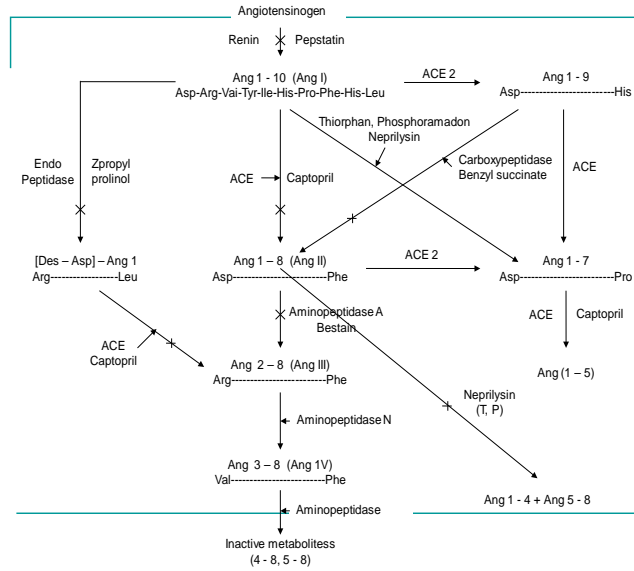 Angiotensinogen
Renin Pepstatin
Ang 1 - 10 (Ang I)
Asp-Arg-Vai-Tyr-Ile-His-Pro-Phe-His-Leu
ACE 2
Ang 1 - 9
Asp----------------------His
Thiorphan, Phosphoramadon
Neprilysin
Endo
Peptidase
Zpropyl
prolinol
ACE
Captopril
Carboxypeptidase
Benzyl succinate
ACE
[Des – Asp] – Ang 1
Arg----------------Leu
Ang 1 – 8 (Ang II)
Asp-----------------------Phe
ACE 2
Ang 1 - 7
Asp----------------------Pro
Aminopeptidase A
Bestain
ACE
Captopril
ACE
Captopril
Ang 2 – 8 (Ang III)
Arg-----------------------Phe
Ang (1 – 5)
Neprilysin
(T, P)
Aminopeptidase N
Ang 3 – 8 (Ang 1V)
Val-----------------------Phe
Ang 1 - 4 + Ang 5 - 8
Aminopeptidase
Inactive metabolitess
(4 - 8, 5 - 8)